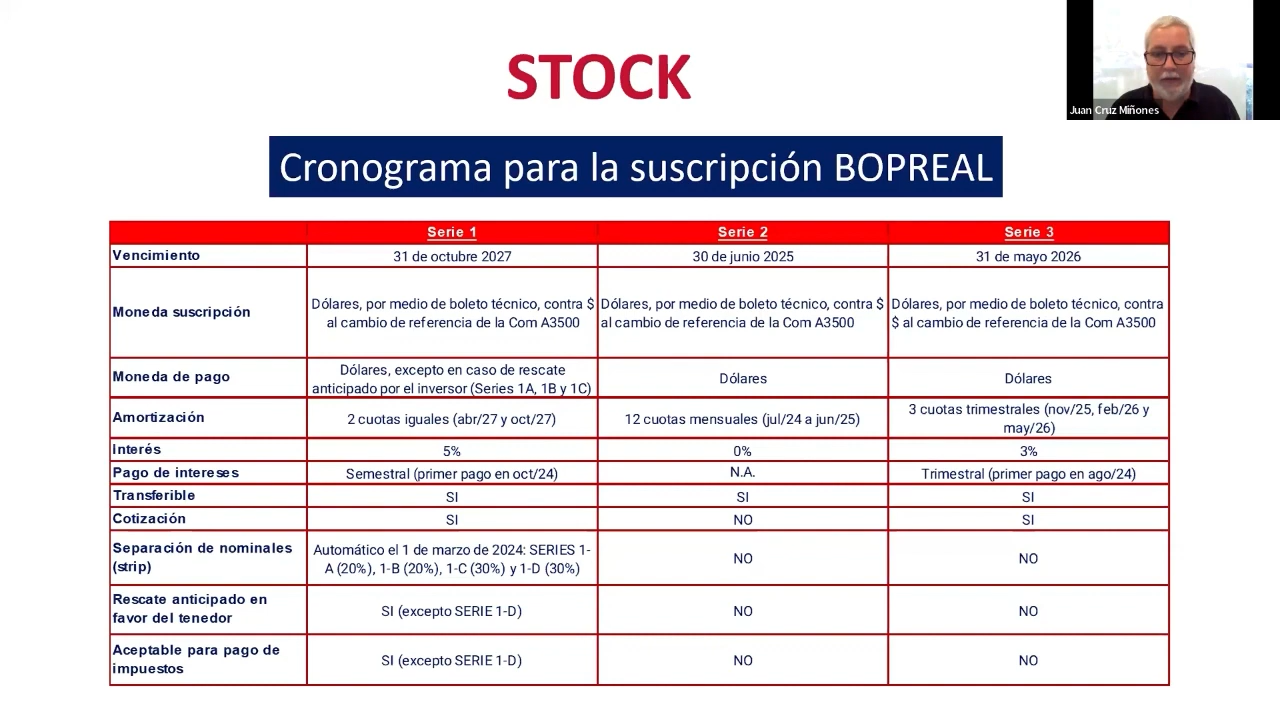 STOCK
Juan Cruz Miñones
Cronograma para la suscripción BOPREAL
Serie 1
Serie 2
Serie 3
Vencimiento
31 de octubre 2027
30 de junio 2025
31 de mayo 2026
Moneda suscripción
Dólares, por medio de boleto técnico, contra $
al cambio de referencia de la Com A3500
Dólares, por medio de boleto técnico, contra $
al cambio de referencia de la Com A3500
Dólares, por medio de boleto técnico, contra
$ al cambio de referencia de la Com A3500
Moneda de pago
Dólares, excepto en caso de rescate
anticipado por el inversor (Series 1A, 1B y 1C)
Dólares
Dólares
Amortización
2 cuotas iguales (abr/27 y oct/27)
12 cuotas mensuales (jul/24 a jun/25)
3 cuotas trimestrales (nov/25, feb/26 y
may/26)
Interés
5%
0%
3%
Pago de intereses
Semestral (primer pago en oct/24)
N.A.
Trimestral (primer pago en ago/24)
Transferible
SI
SI
SI
Cotización
SI
NO
SI
Separación de nominales
(strip)
Automático el 1 de marzo de 2024: SERIES 1-
A (20%), 1-B (20%), 1-C (30%) y 1-D (30%)
NO
NO
Rescate anticipado en
favor del tenedor
SI (excepto SERIE 1-D)
NO
NO
Aceptable para pago de
impuestos
SI (excepto SERIE 1-D)
NO
NO